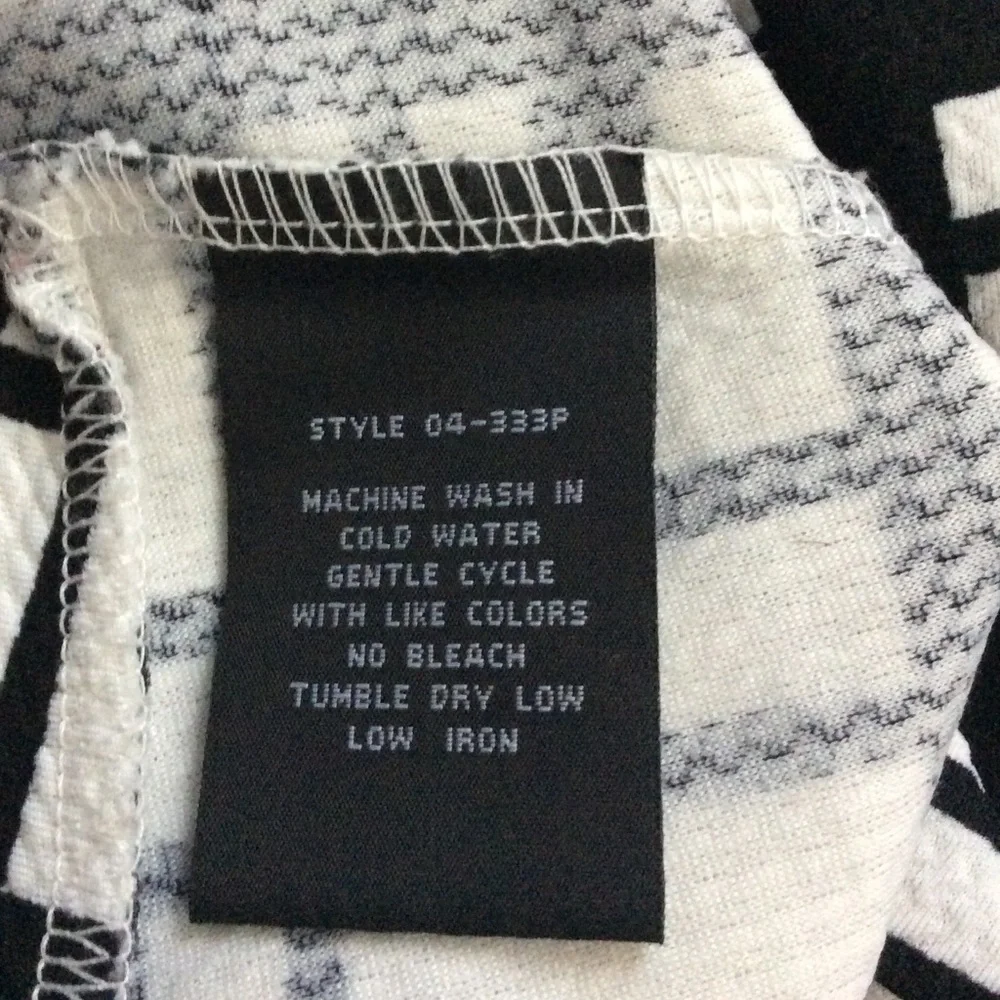 STYLE 04-333P
MACHINE WASH IN
COLD WATER
GENTLE CYCLE
WITH LIKE COLORS
NO BLEACH
TUMBLE DRY LOW
LOW IRON